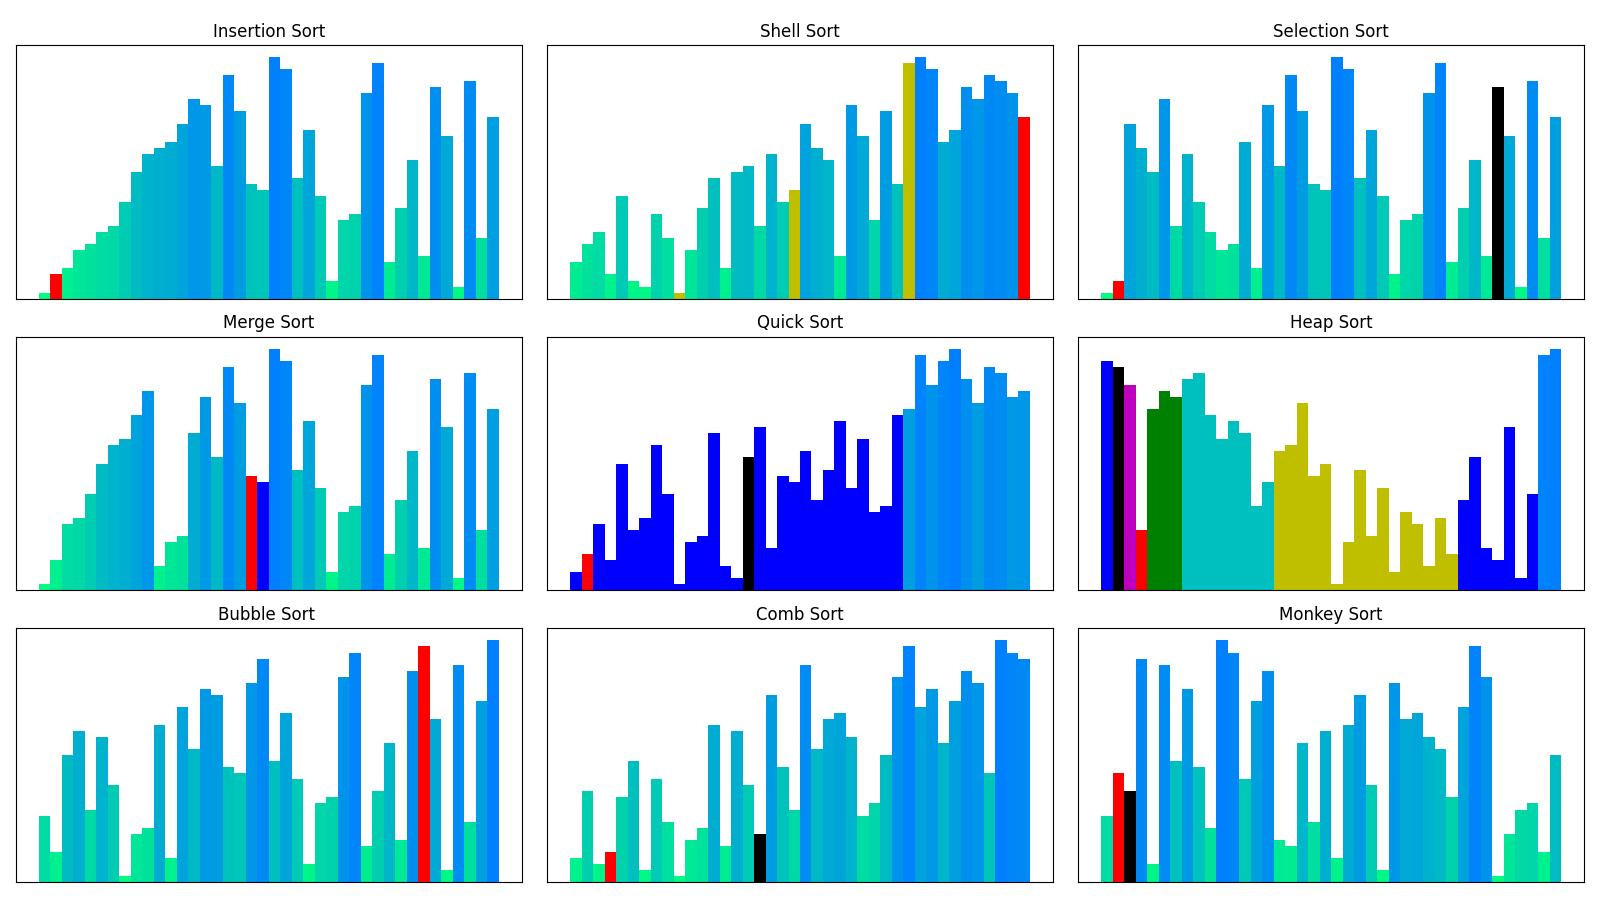 Insertion Sort
Shell Sort
Selection Sort
Merge Sort
Quick Sort
Heap Sort
Bubble Sort
Comb Sort
Monkey Sort